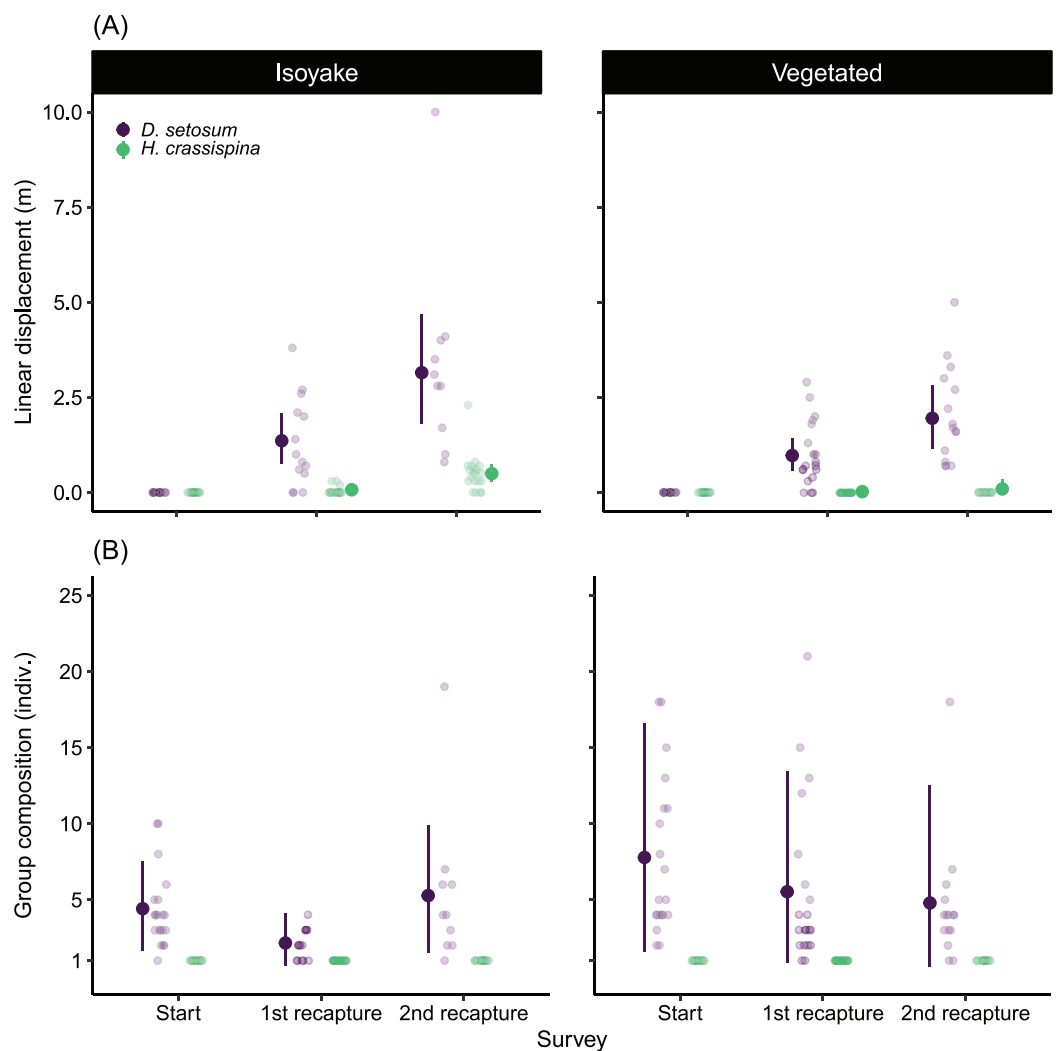 (A)
Isoyake
Vegetated
Linear displacement (m)
10.0
7.5
5.0
2.5
0.0
D. setosum
H. crassispina
(B)
Group composition (indiv.)
25
20
15
10
5
1
Start 1st recapture 2nd recapture
Start 1st recapture 2nd recapture
Survey